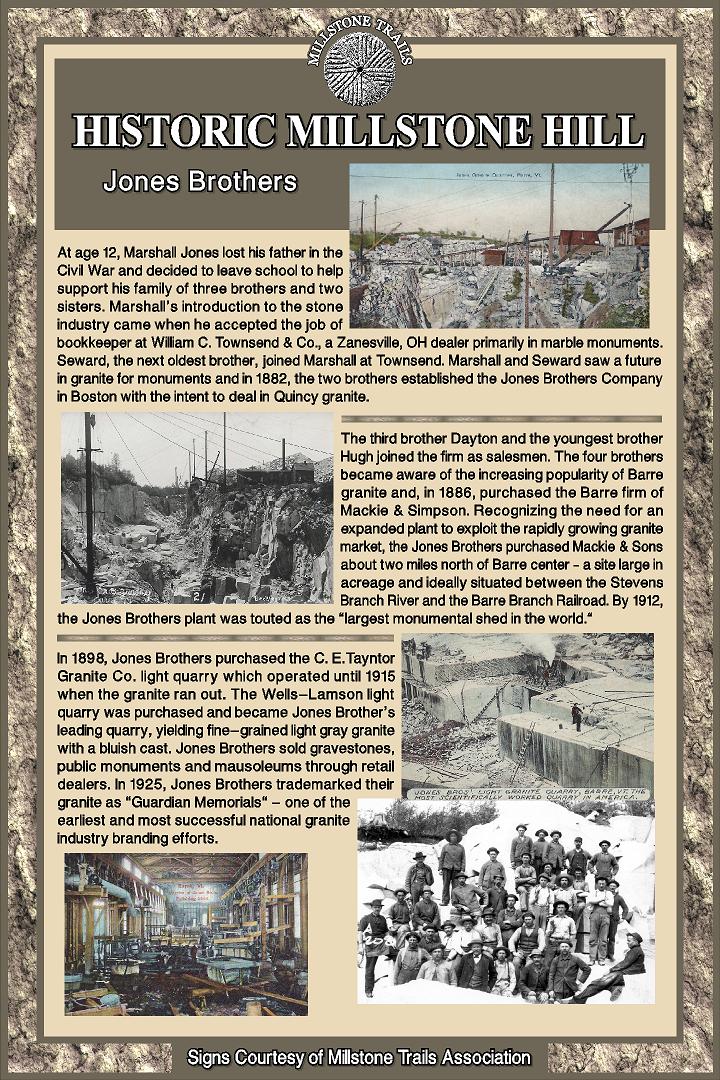 MILLSTONE TRAILS
HISTORIC MILLSTONE HILL
Jones Brothers
Jones Granite Quarries, Barre, Vt.
At age 12, Marshall Jones lost his father in the
Civil War and decided to leave school to help
support his family of three brothers and two
sisters. Marshall's introduction to the stone
industry came when he accepted the job of
bookkeeper at William C. Townsend & Co., a Zanesville, OH dealer primarily in marble monuments.
Seward, the next oldest brother, joined Marshall at Townsend. Marshall and Seward saw a future
in granite for monuments and in 1882, the two brothers established the Jones Brothers Company
in Boston with the intent to deal in Quincy granite.
The third brother Dayton and the youngest brother
Hugh joined the firm as salesmen. The four brothers
became aware of the increasing popularity of Barre
granite and, in 1886, purchased the Barre firm of
Mackie & Simpson. Recognizing the need for an
expanded plant to exploit the rapidly growing granite
market, the Jones Brothers purchased Mackie & Sons
about two miles north of Barre center - a site large in
acreage and ideally situated between the Stevens
Branch River and the Barre Branch Railroad. By 1912,
the Jones Brothers plant was touted as the "largest monumental shed in the world."
21
In 1898, Jones Brothers purchased the C. E.Tayntor
Granite Co. light quarry which operated until 1915
when the granite ran out. The Wells-Lamson light
quarry was purchased and became Jones Brother's
leading quarry, yielding fine-grained light gray granite
with a bluish cast. Jones Brothers sold gravestones,
public monuments and mausoleums through retail
dealers. In 1925, Jones Brothers trademarked their
granite as "Guardian Memorials" - one of the
earliest and most successful national granite
industry branding efforts.
JONES BROS'. LIGHT GRANITE QUARRY, BARRE, VT. THE
MOST SCIENTIFICALLY WORKED QUARRY IN AMERICA.
Signs Courtesy of Millstone Trails Association